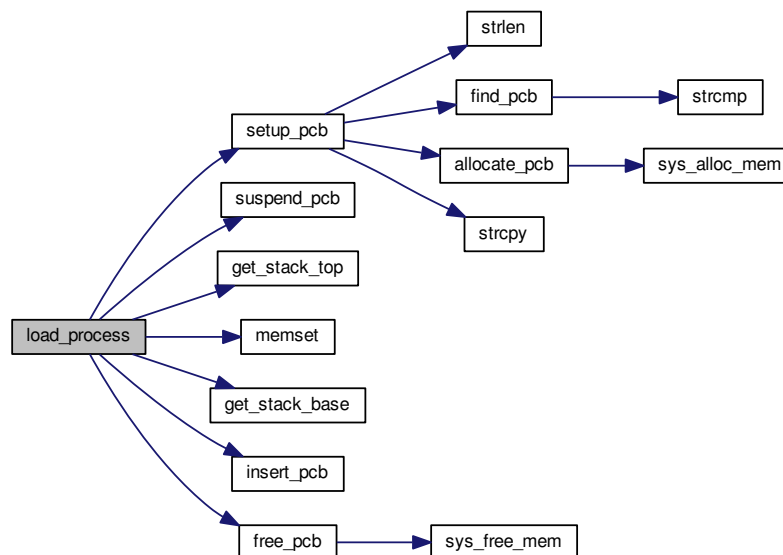 strlen
find_pcb
strcmp
setup_pcb
allocate_pcb
sys_alloc_mem
suspend_pcb
strcpy
get_stack_top
load_process
memset
get_stack_base
insert_pcb
free_pcb
sys_free_mem